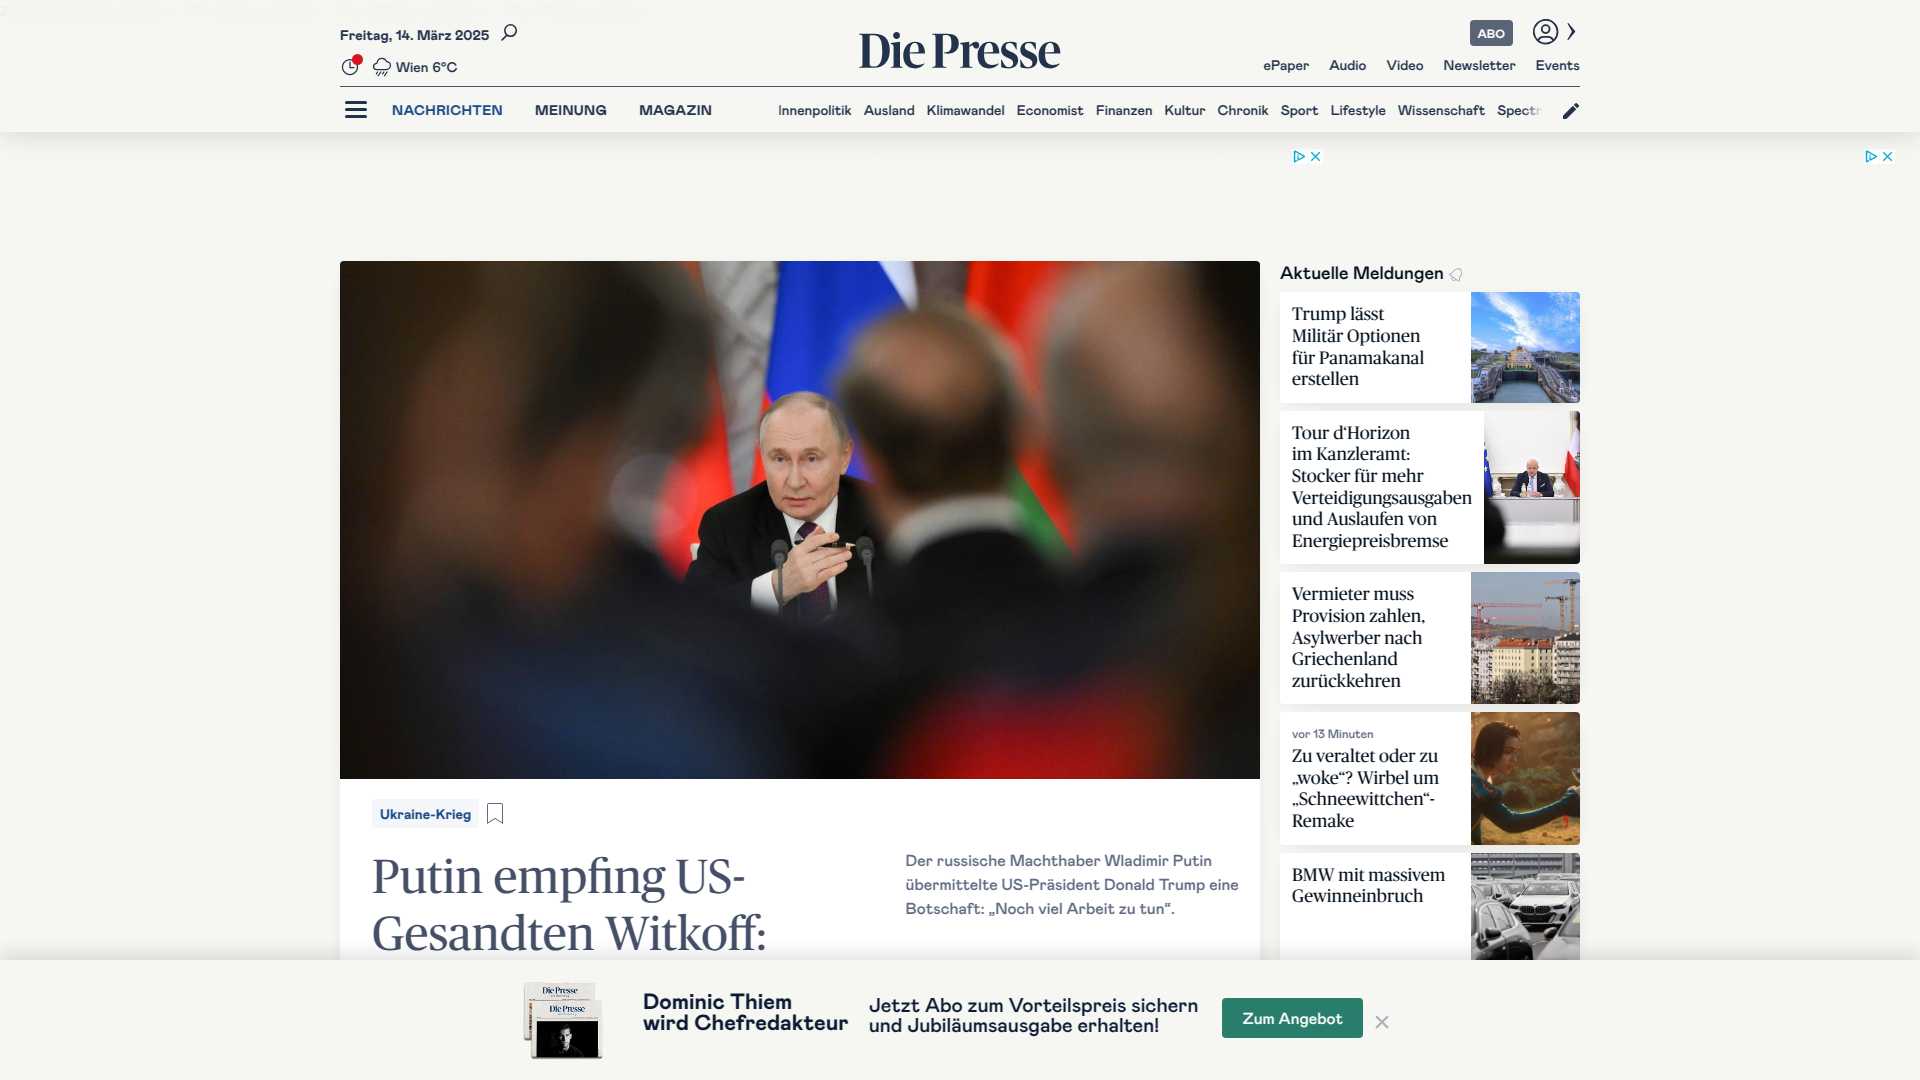 Freitag, 14. März 2025
Wien 6°C
Die Presse
ABO
ePaper Audio Video Newsletter Events
NACHRICHTEN MEINUNG MAGAZIN
Innenpolitik Ausland Klimawandel Economist Finanzen Kultur Chronik Sport Lifestyle Wissenschaft Spectr
Ukraine-Krieg
Putin empfing US-
Gesandten Witkoff:
Der russische Machthaber Wladimir Putin
übermittelte US-Präsident Donald Trump eine
Botschaft: „Noch viel Arbeit zu tun“.
Aktuelle Meldungen
Trump lässt
Militär Optionen
für Panamakanal
erstellen
Tour d‘Horizon
im Kanzleramt:
Stocker für mehr
Verteidigungsausgaben
und Auslaufen von
Energiepreisbremse
Vermieter muss
Provision zahlen,
Asylwerber nach
Griechenland
zurückkehren
vor 13 Minuten
Zu veraltet oder zu
„woke“? Wirbel um
„Schneewittchen“-
Remake
BMW mit massivem
Gewinneinbruch
Die Presse
Die Presse
Dominic Thiem
wird Chefredakteur
Jetzt Abo zum Vorteilspreis sichern
und Jubiläumsausgabe erhalten!
Zum Angebot